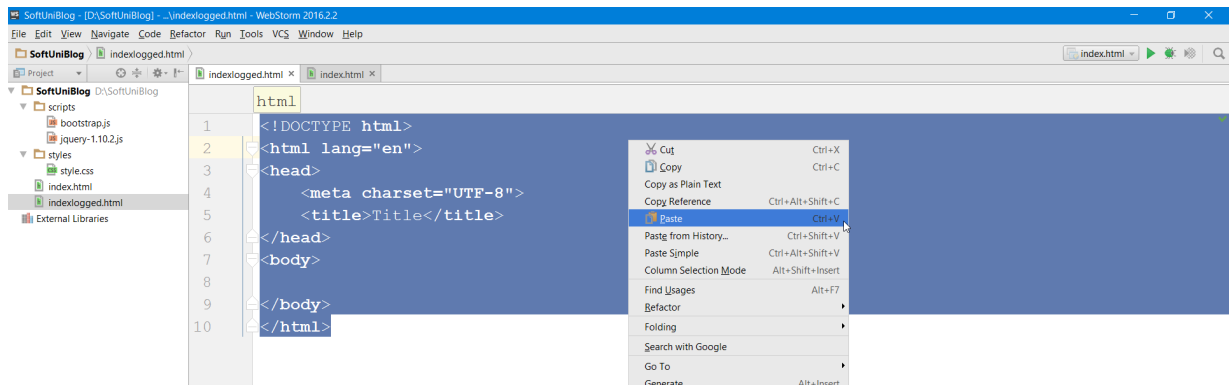 SoftUniBlog - [D:\SoftUniBlog] - ...\indexlogged.html - WebStorm 2016.2.2
File Edit View Navigate Code Refactor Run Tools VCS Window Help
SoftUniBlog indexlogged.html index.html
Project indexlogged.html × index.html ×
SoftUniBlog D:\SoftUniBlog
scripts
bootstrap.js
jquery-1.10.2.js
styles
style.css
index.html
indexlogged.html
External Libraries
html
1 <!DOCTYPE html>
2 <html lang="en">
3 <head>
4 <meta charset="UTF-8">
5 <title>Title</title>
6 </head>
7 <body>
8
9 </body>
10 </html>
Cut Ctrl+X
Copy Ctrl+C
Copy as Plain Text
Copy Reference Ctrl+Alt+Shift+C
Paste Ctrl+V
Paste from History... Ctrl+Shift+V
Paste Simple Ctrl+Alt+Shift+V
Column Selection Mode Alt+Shift+Insert
Find Usages Alt+F7
Refactor
Folding
Search with Google
Go To
Generate Alt+Insert